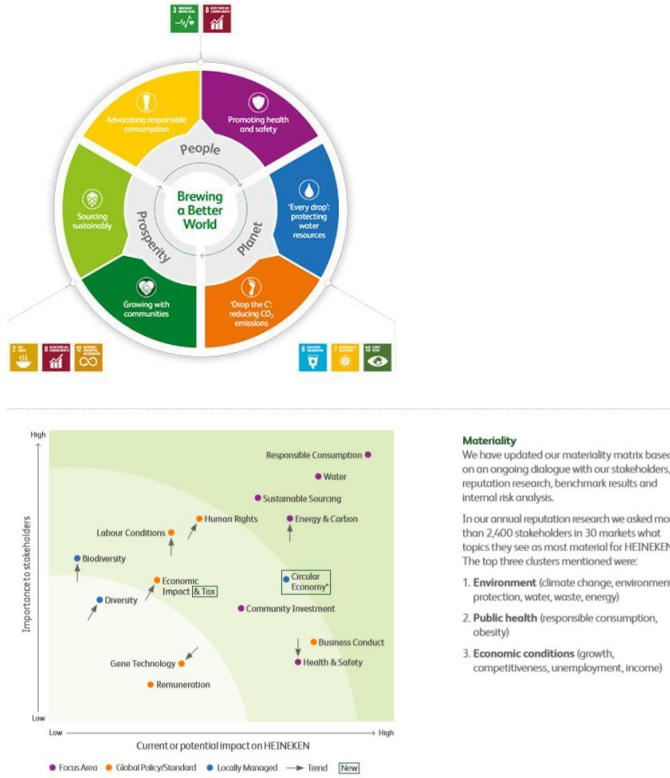 3
8
Advocating responsible
consumption
Promoting health
and safety
People
Brewing
a Better
World
Prosperity
Planet
Sourcing
sustainably
'Every drop':
protecting
water
resources
Growing with
communities
'Drop the C':
reducing CO₂
emissions
2
8
12
6
7
13
High
Responsible Consumption
Water
Sustainable Sourcing
Human Rights
Energy & Carbon
Labour Conditions
Biodiversity
Economic
Impact & Tax
Circular
Economy*
Diversity
Community Investment
Business Conduct
Gene Technology
Health & Safety
Remuneration
Importance to stakeholders
Low
Low
High
Current or potential impact on HEINEKEN
Focus Area
Global Policy/Standard
Locally Managed
Trend
New
Materiality
We have updated our materiality matrix based
on an ongoing dialogue with our stakeholders,
reputation research, benchmark results and
internal risk analysis.
In our annual reputation research we asked mo
than 2,400 stakeholders in 30 markets what
topics they see as most material for HEINEKEN
The top three clusters mentioned were:
1. Environment (climate change, environment
protection, water, waste, energy)
2. Public health (responsible consumption,
obesity)
3. Economic conditions (growth,
competitiveness, unemployment, income)